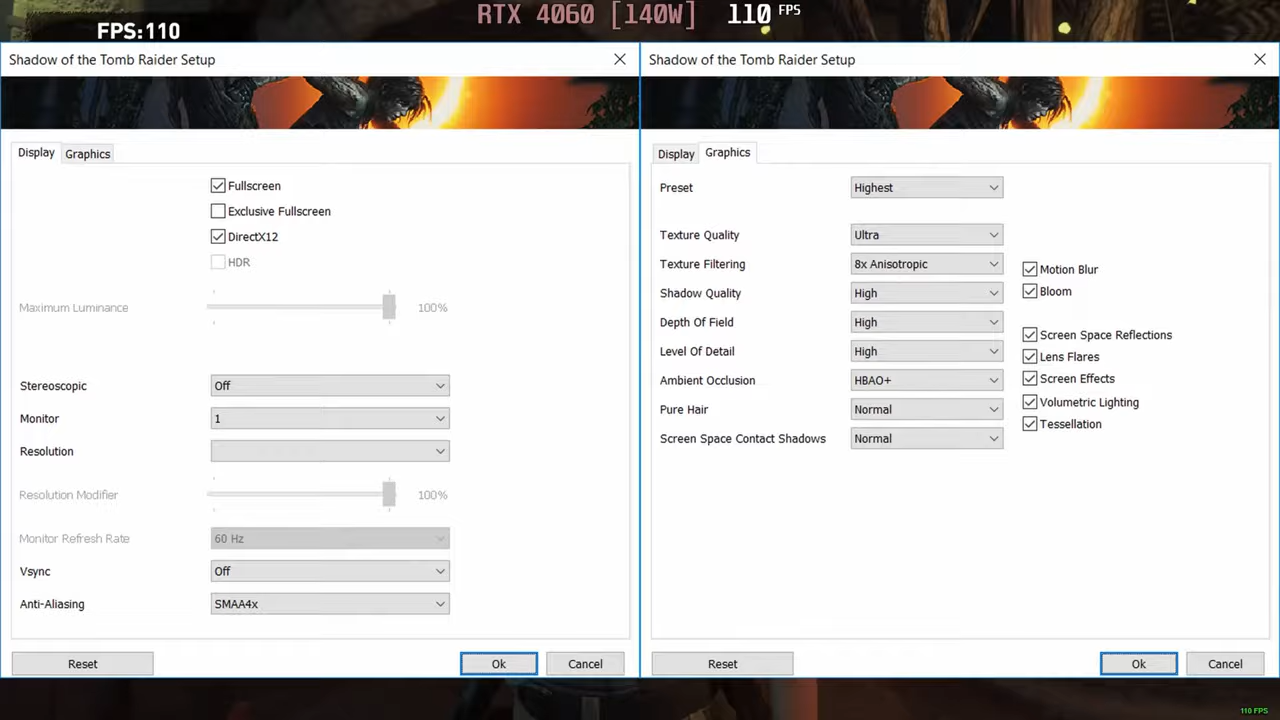 RTX 4060 [140W] 110 FPS
FPS:110
Shadow of the Tomb Raider Setup
Display Graphics
Fullscreen
Exclusive Fullscreen
DirectX12
HDR
Maximum Luminance 100%
Stereoscopic Off
Monitor 1
Resolution
Resolution Modifier 100%
Monitor Refresh Rate 60 Hz
Vsync Off
Anti-Aliasing SMAA4x
Reset Ok Cancel
Shadow of the Tomb Raider Setup
Display Graphics
Preset Highest
Texture Quality Ultra
Texture Filtering 8x Anisotropic
Motion Blur
Shadow Quality High
Bloom
Depth Of Field High
Screen Space Reflections
Level Of Detail High
Lens Flares
Ambient Occlusion HBAO+
Screen Effects
Pure Hair Normal
Volumetric Lighting
Tessellation
Screen Space Contact Shadows Normal
Reset Ok Cancel
110 FPS